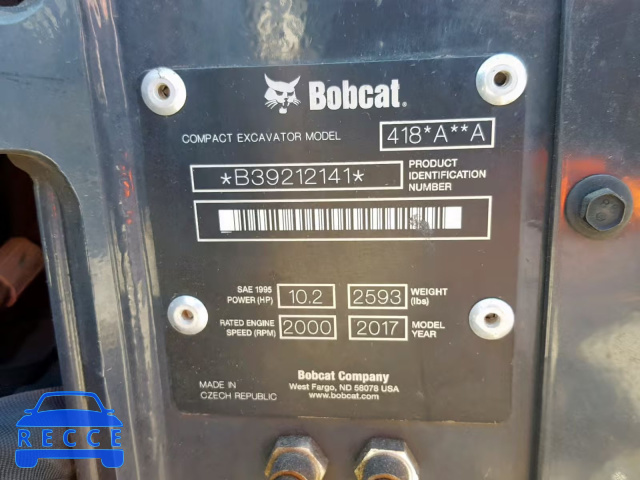 Bobcat.
COMPACT EXCAVATOR MODEL 418*A**A
*B39212141* PRODUCT IDENTIFICATION NUMBER
SAE 1995 POWER (HP) 10.2 2593 WEIGHT (lbs)
RATED ENGINE SPEED (RPM) 2000 2017 MODEL YEAR
Bobcat Company
West Fargo, ND 58078 USA
www.bobcat.com
MADE IN
CZECH REPUBLIC
RECCE